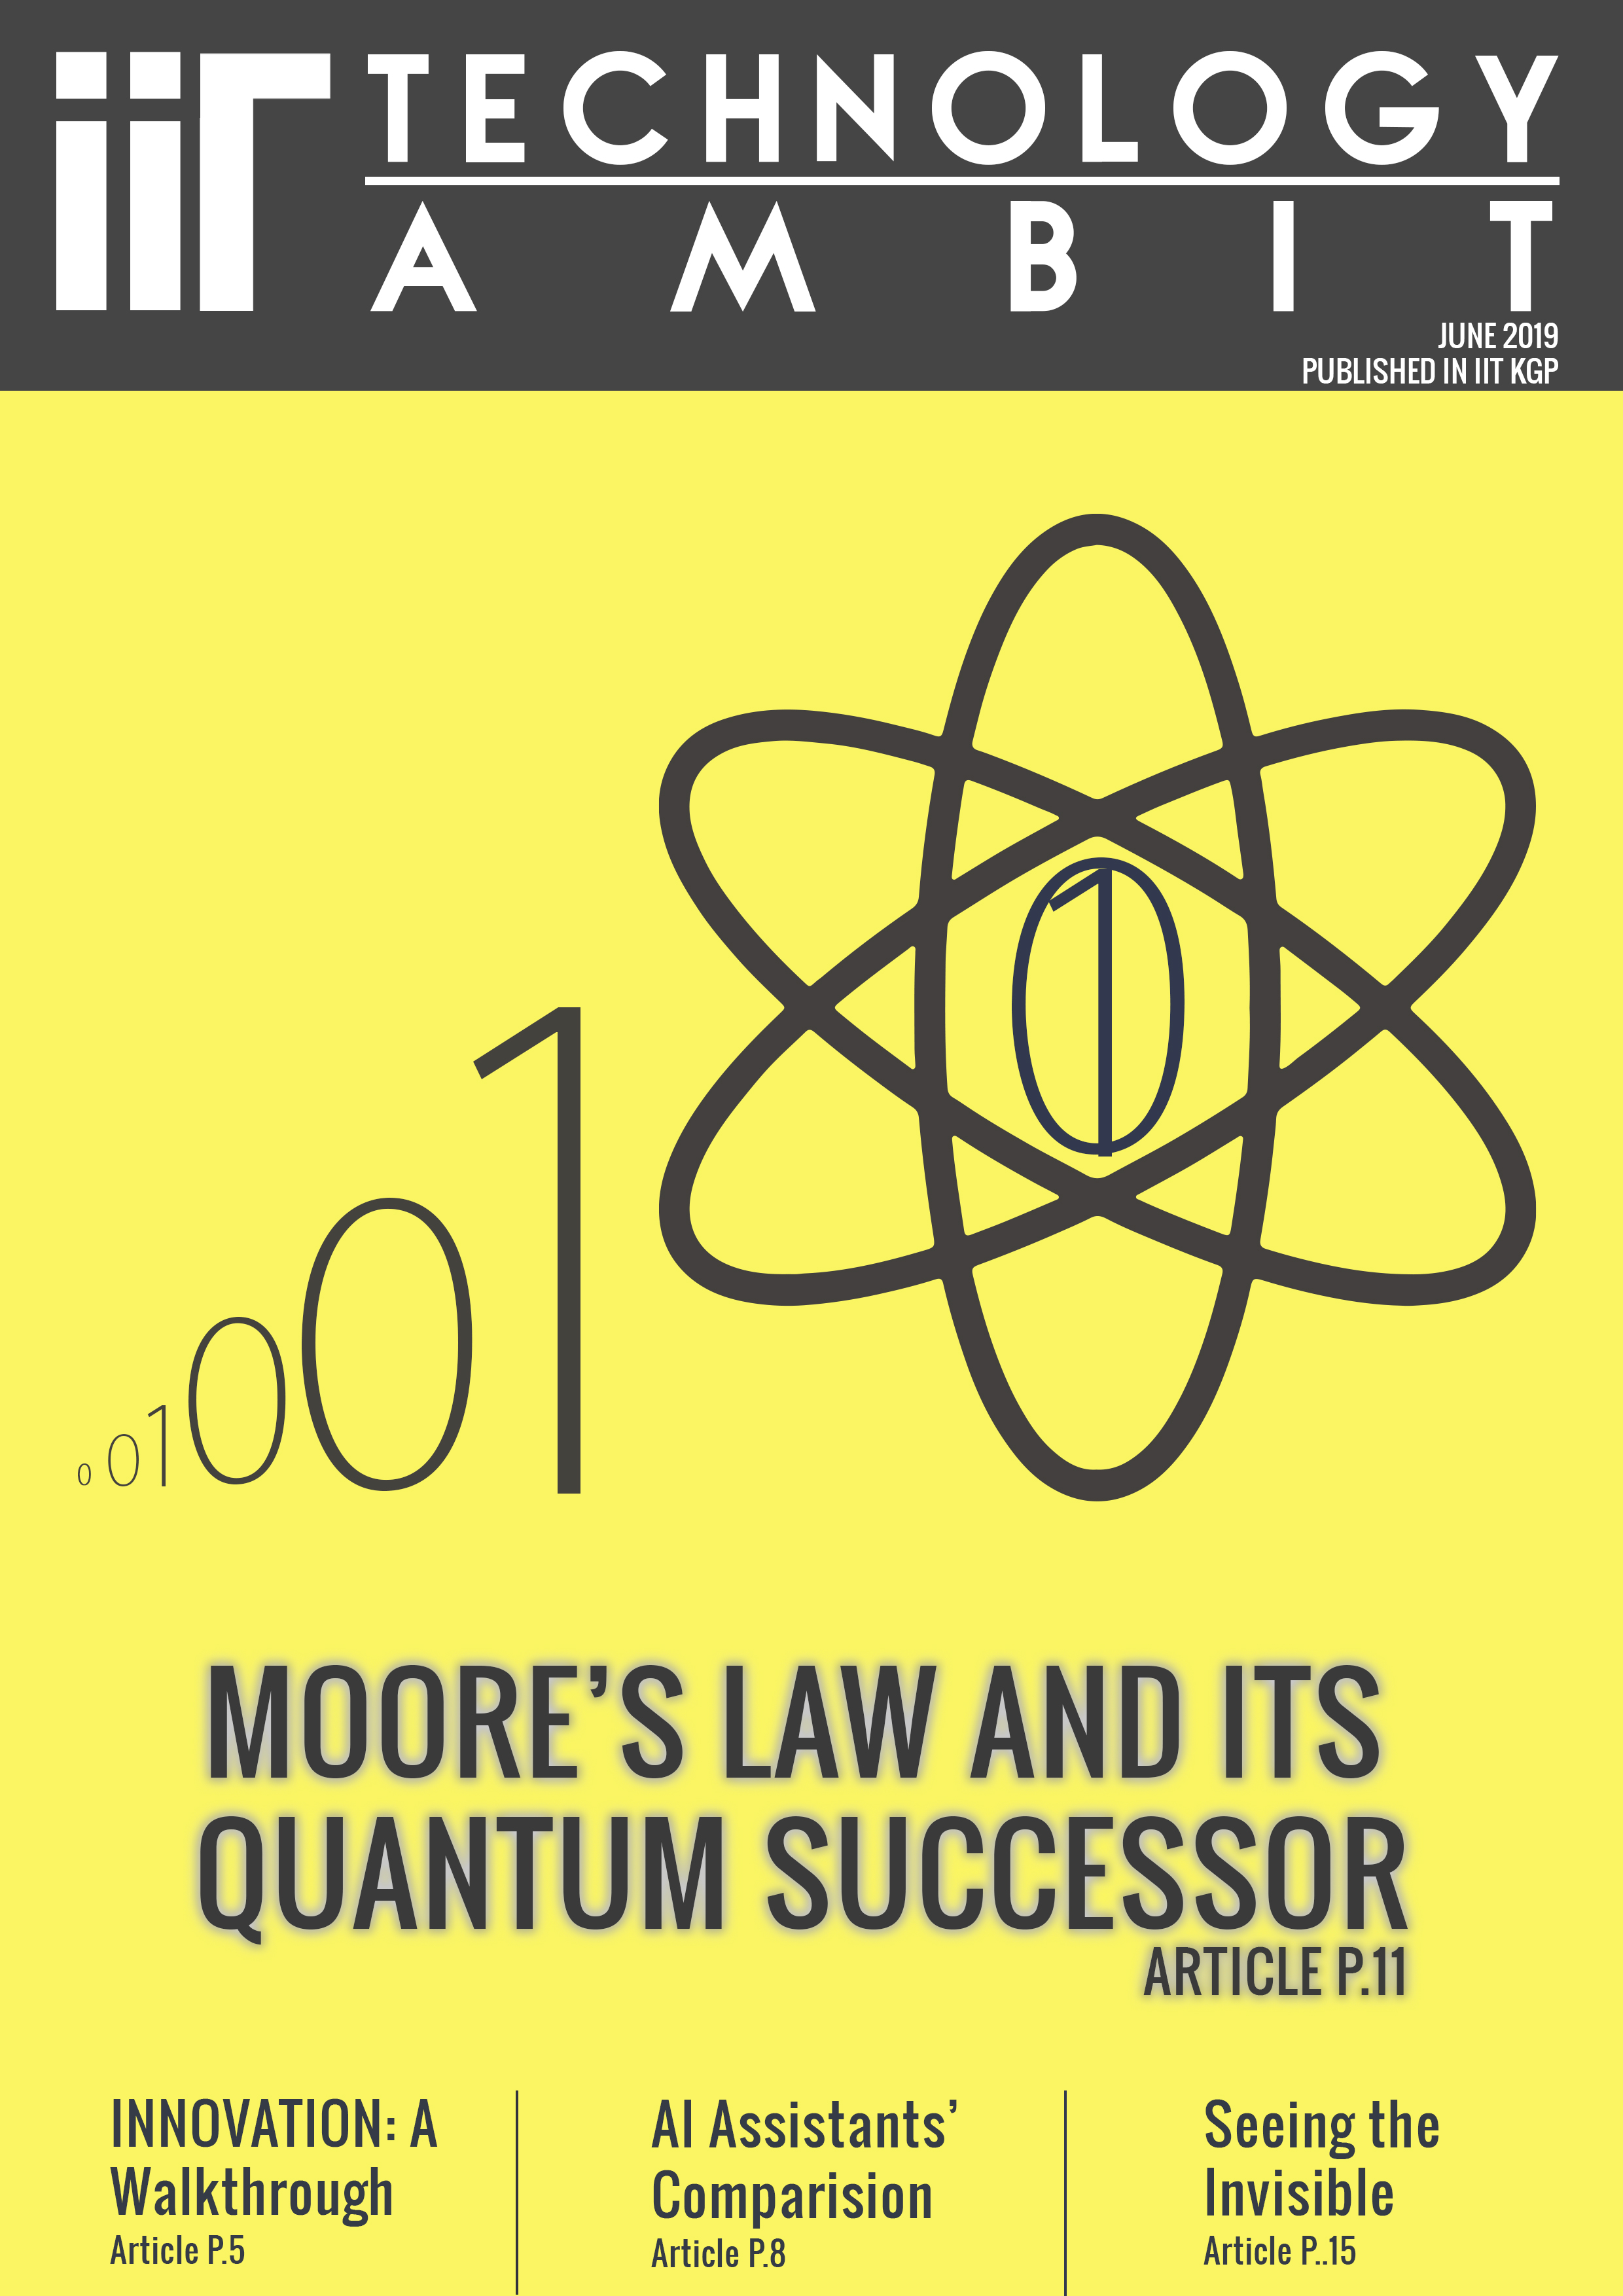 iiT TECHNOLOGY
AMBIT
JUNE 2019
PUBLISHED IN IIT KGP
0 0 1 0 0 1
0 1
MOORE’S LAW AND ITS
QUANTUM SUCCESSOR
ARTICLE P.11
INNOVATION: A
Walkthrough
Article P.5
AI Assistants’
Comparision
Article P.8
Seeing the
Invisible
Article P..15